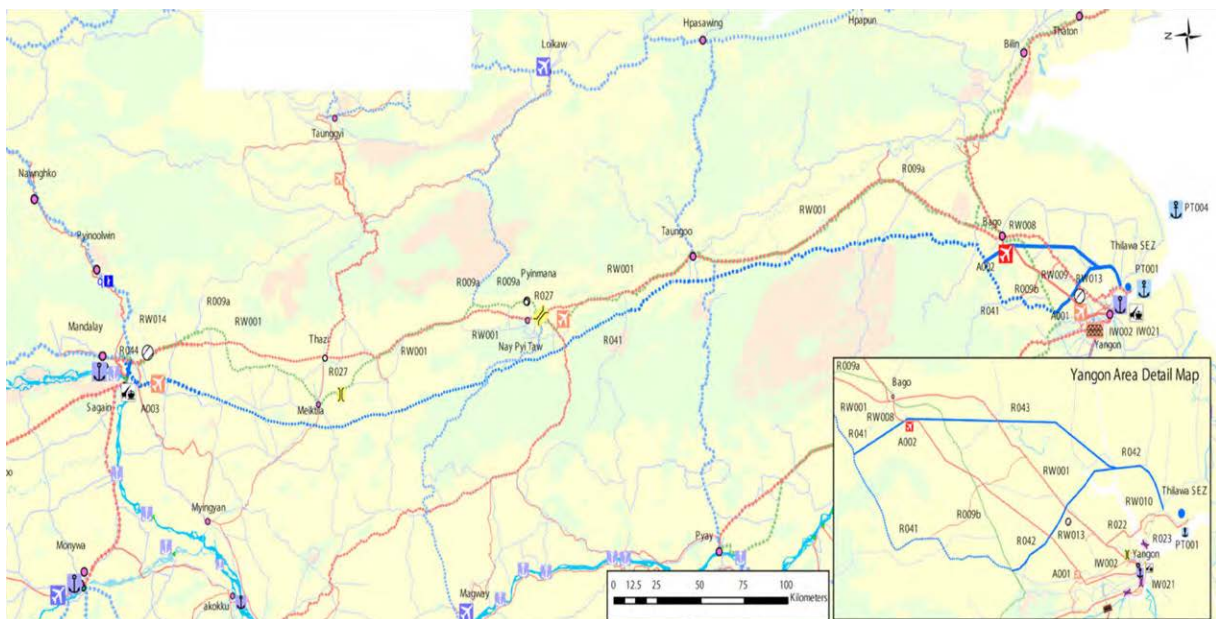 Thaton
Hpasawing
Hpapun
Bilin
Loikaw
N
Taunggyi
Nawnghko
R009a
RW001
PT004
Pyinoolwin
Taungoo
Bago
RW008
Thilawa SEZ
RW001
A002
RW009
RW013
PT001
R009a
R009a
Pyinmana
R027
R009b
R041
A001
R009a
RW014
RW001
IW002
IW021
Mandalay
R044
Thazi
RW001
RW001
Nay Pyi Taw
R041
Yangon
R027
Sagain
A003
Meiktila
Myingyan
Monywa
Pyay
akokku
Magway
0 12.5 25 50 75 100
Kilometers
Yangon Area Detail Map
R009a
Bago
RW001
RW008
R043
R041
A002
R042
RW001
Thilawa SEZ
RW010
R041
R009b
R022
R023
RW013
PT001
R042
Yangon
IW002
A001
IW021